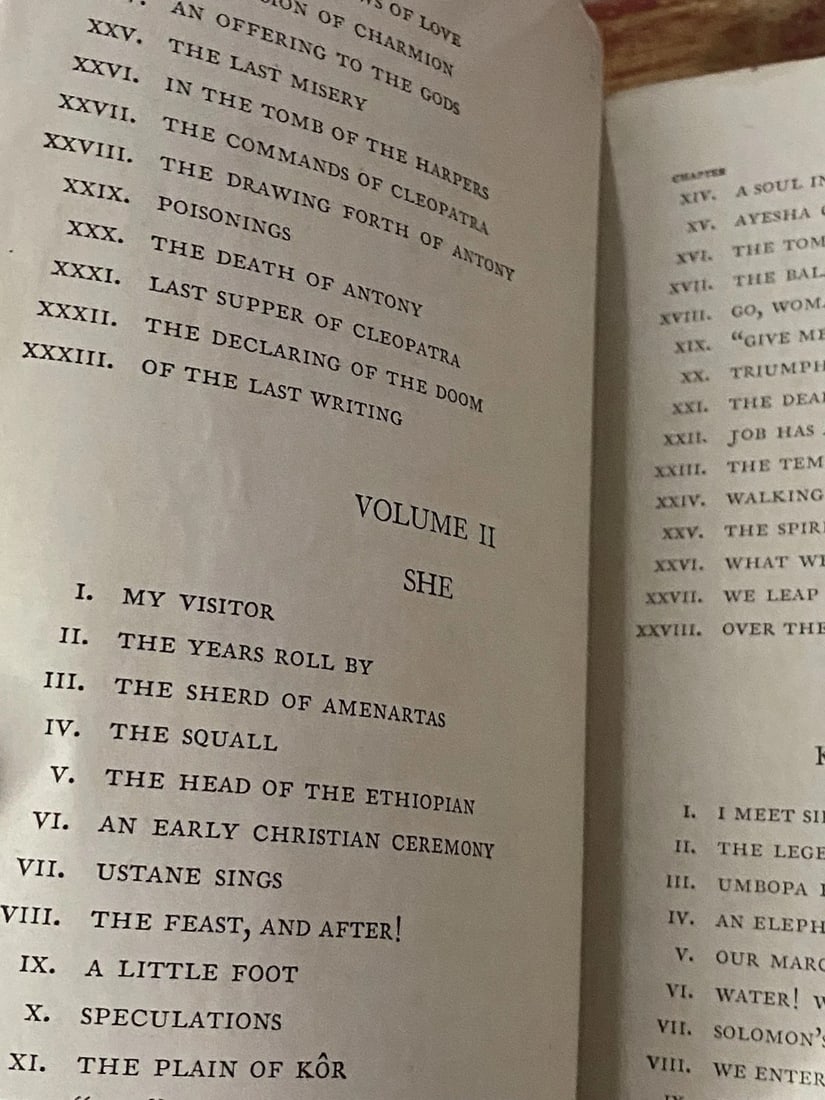 OF LOVE
OF CHARMION
AN OFFERING TO THE GODS
XXV. THE LAST MISERY
XXVI. IN THE TOMB OF THE HARPERS
XXVII. THE COMMANDS OF CLEOPATRA
XXVIII. THE DRAWING FORTH OF ANTONY
XXIX. POISONINGS
XXX. THE DEATH OF ANTONY
XXXI. LAST SUPPER OF CLEOPATRA
XXXII. THE DECLARING OF THE DOOM
XXXIII. OF THE LAST WRITING
VOLUME II
SHE
I. MY VISITOR
II. THE YEARS ROLL BY
III. THE SHERD OF AMENARTAS
IV. THE SQUALL
V. THE HEAD OF THE ETHIOPIAN
VI. AN EARLY CHRISTIAN CEREMONY
VII. USTANE SINGS
VIII. THE FEAST, AND AFTER!
IX. A LITTLE FOOT
X. SPECULATIONS
XI. THE PLAIN OF KÔR
CHAPTER
XIV. A SOUL IN
XV. AYESHA
XVI. THE TOM
XVII. THE BAL
XVIII. GO, WOMA
XIX. "GIVE ME
XX. TRIUMPH
XXI. THE DEA
XXII. JOB HAS
XXIII. THE TEM
XXIV. WALKING
XXV. THE SPIR
XXVI. WHAT WE
XXVII. WE LEAP
XXVIII. OVER THE
K
I. I MEET SI
II. THE LEGE
III. UMBOPA
IV. AN ELEPH
V. OUR MARC
VI. WATER! W
VII. SOLOMON'S
VIII. WE ENTER